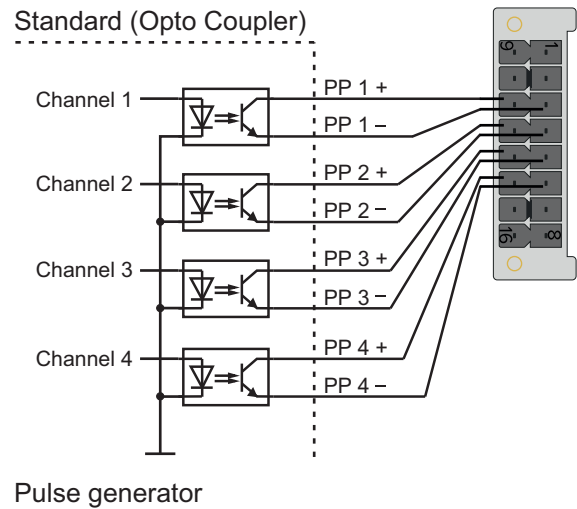 Standard (Opto Coupler)
9 1
PP 1 +
Channel 1
PP 1 –
PP 2 +
Channel 2
PP 2 –
PP 3 +
Channel 3
PP 3 –
16 8
PP 4 +
Channel 4
PP 4 –
Pulse generator